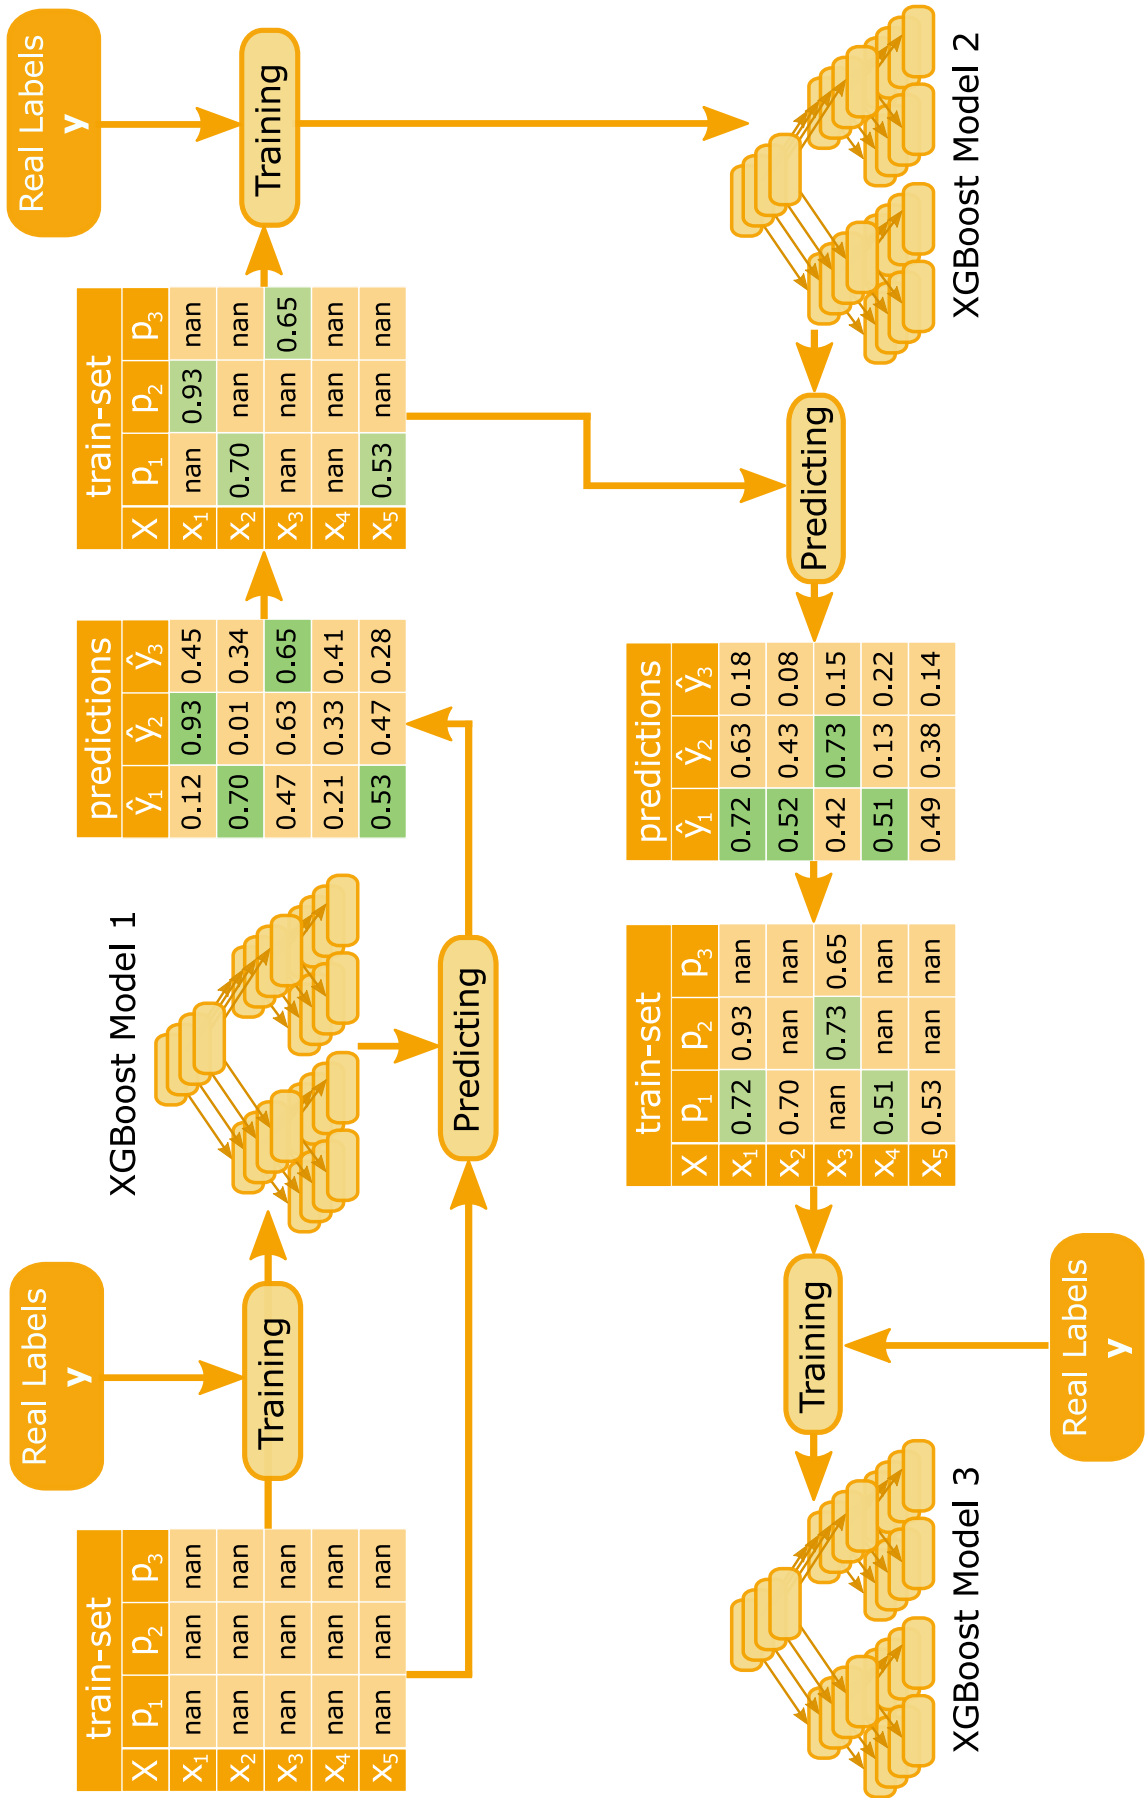 Real Labels
y
train-set
X p₁ p₂ p₃
X₁ nan nan nan
X₂ nan nan nan
X₃ nan nan nan
X₄ nan nan nan
X₅ nan nan nan
Training
XGBoost Model 1
Predicting
predictions
ŷ₁ ŷ₂ ŷ₃
0.12 0.93 0.45
0.70 0.01 0.34
0.47 0.63 0.65
0.21 0.33 0.41
0.53 0.47 0.28
train-set
X p₁ p₂ p₃
X₁ nan 0.93 nan
X₂ 0.70 nan nan
X₃ nan nan 0.65
X₄ nan nan nan
X₅ 0.53 nan nan
Real Labels
y
Training
XGBoost Model 2
Predicting
predictions
ŷ₁ ŷ₂ ŷ₃
0.72 0.63 0.18
0.52 0.43 0.08
0.42 0.73 0.15
0.51 0.13 0.22
0.49 0.38 0.14
train-set
X p₁ p₂ p₃
X₁ 0.72 0.93 nan
X₂ 0.70 nan nan
X₃ nan 0.73 0.65
X₄ 0.51 nan nan
X₅ 0.53 nan nan
Training
Real Labels
y
XGBoost Model 3